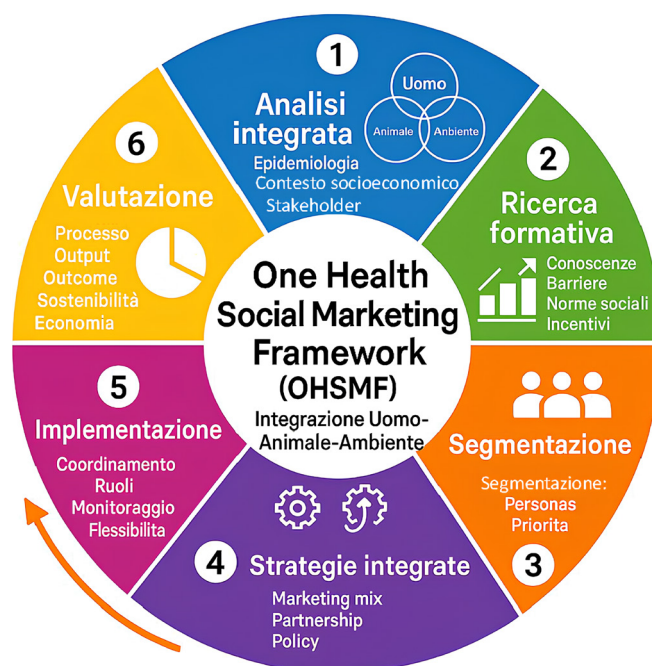 1
Analisi
integrata
Uomo
Animale
Anbiente
Epidemiologia
Contesto socioeconomico
Stakeholder
2
Ricerca
formativa
Conoscenze
Barriere
Norme sociali
Incentivi
Segmentazione
Segmentazione:
Personas
Priorita
3
4
Strategie integrate
Marketing mix
Partnership
Policy
5
Implementazione
Coordinamento
Ruoli
Monitoraggio
Flessibilita
6
Valutazione
Processo
Output
Outcome
Sostenibilità
Economia
One Health
Social Marketing
Framework
(OHSMF)
Integrazione Uomo-
Animale-Ambiente